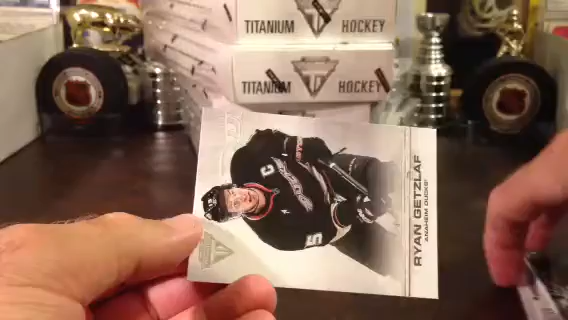 TITANIUM HOCKEY
TITANIUM HOCKEY
RYAN GETZLAF
ANAHEIM DUCKS
C